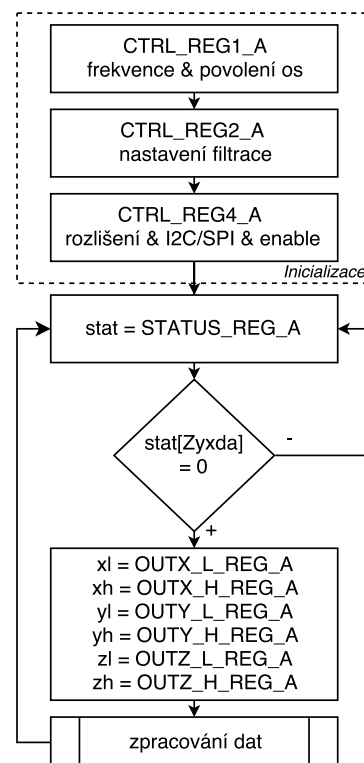 CTRL_REG1_A
frekvence & povolení os
CTRL_REG2_A
nastavení filtrace
CTRL_REG4_A
rozlišení & I2C/SPI & enable
Inicializace
stat = STATUS_REG_A
stat[Zyxda]
= 0
-
+
xl = OUTX_L_REG_A
xh = OUTX_H_REG_A
yl = OUTY_L_REG_A
yh = OUTY_H_REG_A
zl = OUTZ_L_REG_A
zh = OUTZ_H_REG_A
zpracování dat